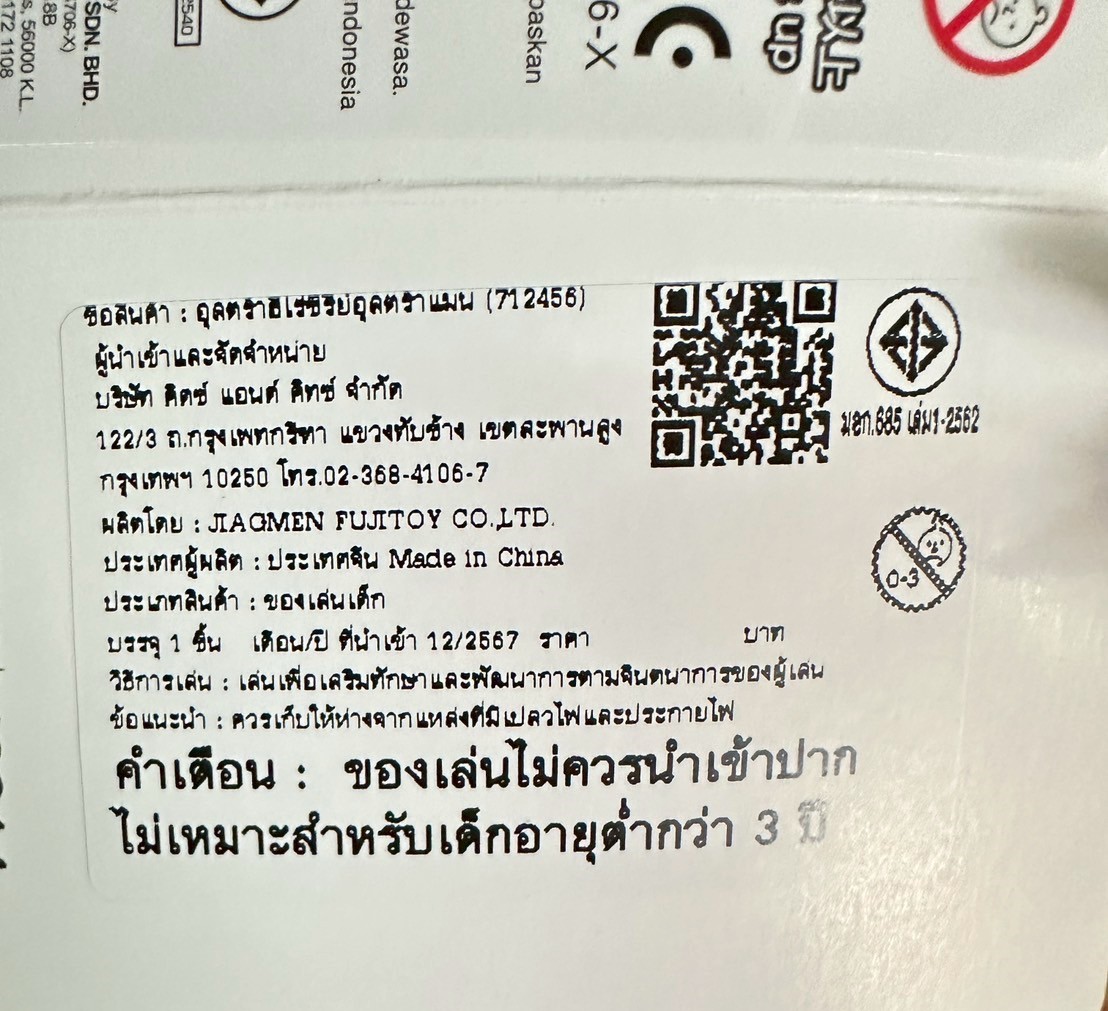 ชื่อสินค้า : อุลตร้าฮีโร่ซีรี่ย์อุลตร้าแมน (712456)
ผู้นำเข้าและจัดจำหน่าย
บริษัท คิดซ์ แอนด์ คิทซ์ จำกัด
122/3 ถ.กรุงเทพกรีฑา แขวงทับช้าง เขตสะพานสูง
กรุงเทพฯ 10250 โทร.02-368-4106-7
ผลิตโดย : JIAGMEN FUJITOY CO.,LTD.
ประเทศผู้ผลิต : ประเทศจีน Made in China
ประเภทสินค้า : ของเล่นเด็ก
บรรจุ 1 ชิ้น เดือน/ปี ที่นำเข้า 12/2567 ราคา บาท
วิธีการเล่น : เล่นเพื่อเสริมทักษาและพัฒนาการตามจินตนาการของผู้เล่น
ข้อแนะนำ : ควรเก็บให้ห่างจากแหล่งที่มีเปลวไฟและประกายไฟ
คำเตือน : ของเล่นไม่ควรนำเข้าปาก
ไม่เหมาะสำหรับเด็กอายุต่ำกว่า 3 ปี
มอก.685 เล่ม1-2562
0-3
SDN. BHD.
56000 K.L.
172 1108
ndonesia
dewasa.
6-X
CE